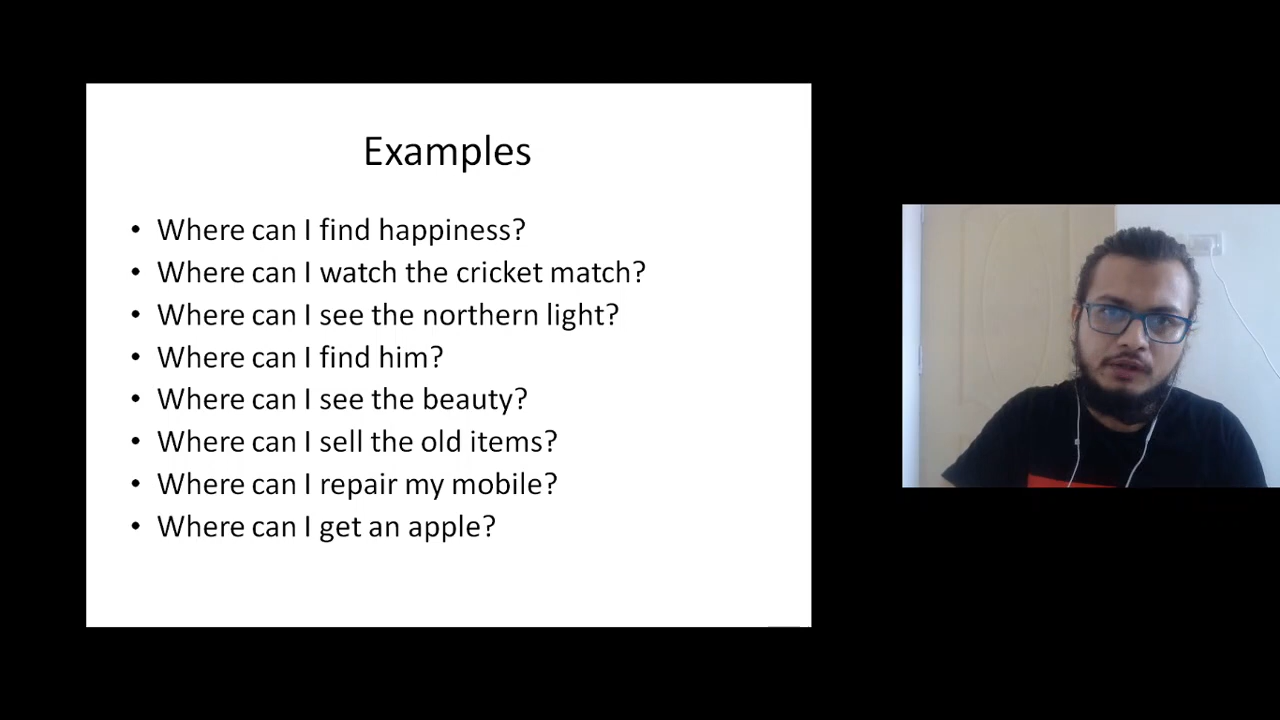 Examples
• Where can I find happiness?
• Where can I watch the cricket match?
• Where can I see the northern light?
• Where can I find him?
• Where can I see the beauty?
• Where can I sell the old items?
• Where can I repair my mobile?
• Where can I get an apple?